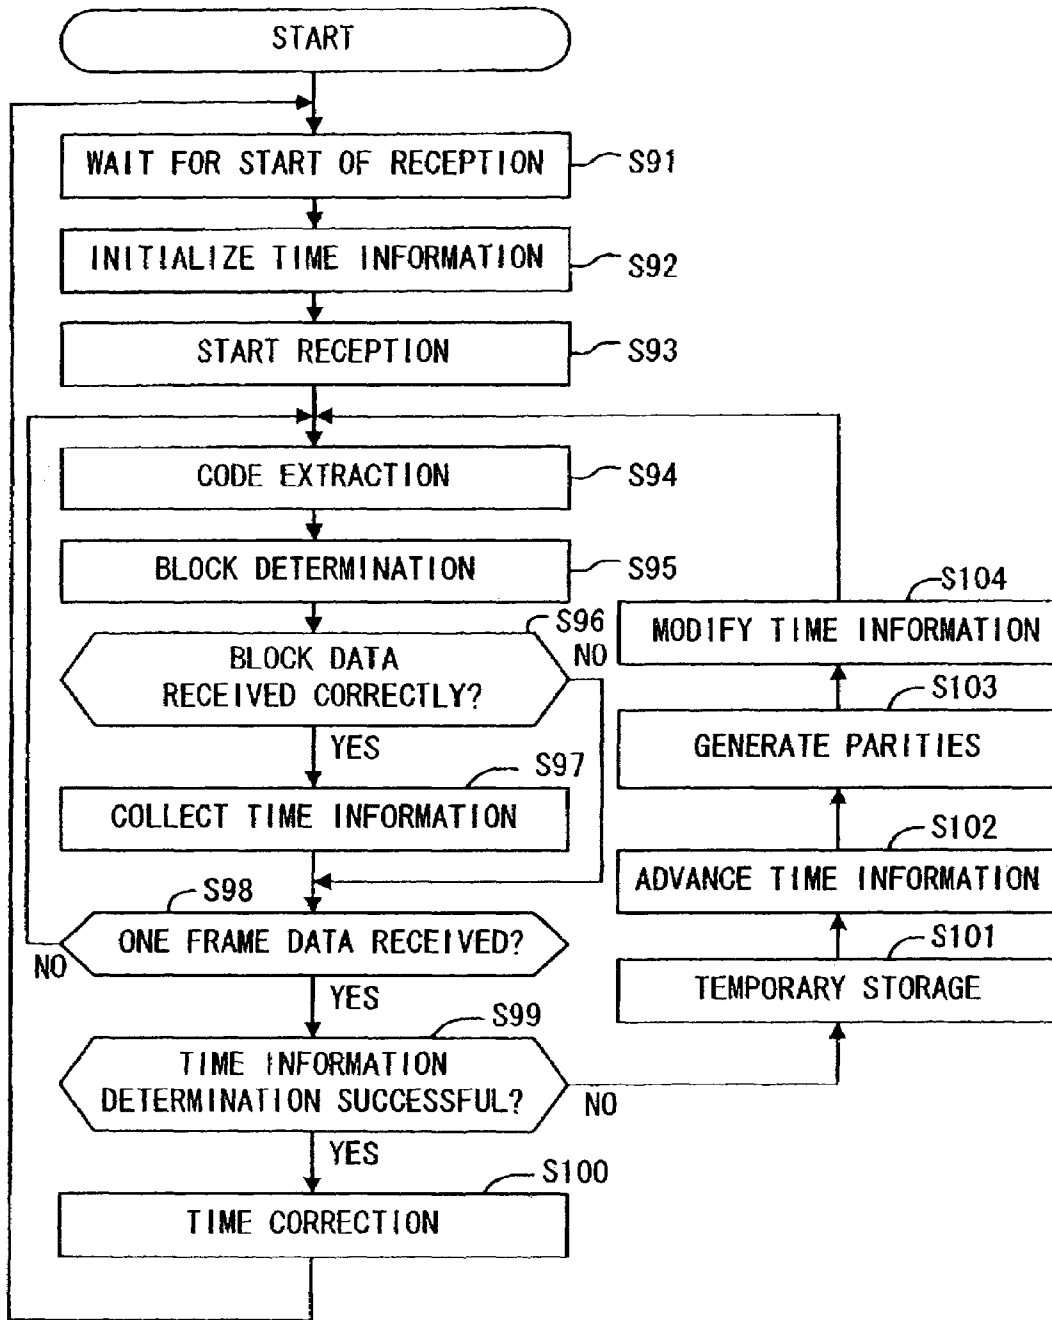 START
WAIT FOR START OF RECEPTION
S91
INITIALIZE TIME INFORMATION
S92
START RECEPTION
S93
CODE EXTRACTION
S94
BLOCK DETERMINATION
S95
S96
BLOCK DATA
RECEIVED CORRECTLY?
NO
YES
S97
COLLECT TIME INFORMATION
S98
ONE FRAME DATA RECEIVED?
NO
YES
S99
TIME INFORMATION
DETERMINATION SUCCESSFUL?
NO
YES
S100
TIME CORRECTION
S104
MODIFY TIME INFORMATION
S103
GENERATE PARITIES
S102
ADVANCE TIME INFORMATION
S101
TEMPORARY STORAGE